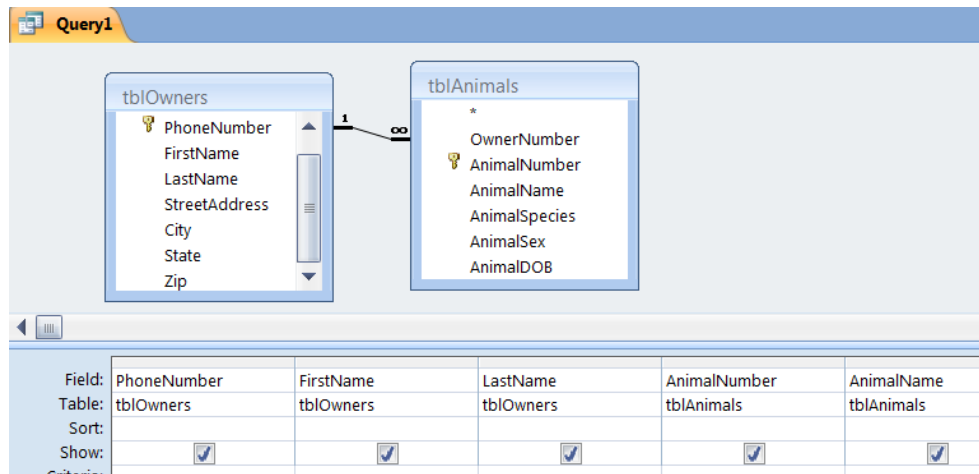 Query1
tblOwners
PhoneNumber
FirstName
LastName
StreetAddress
City
State
Zip
1
∞
tblAnimals
*
OwnerNumber
AnimalNumber
AnimalName
AnimalSpecies
AnimalSex
AnimalDOB
Field: PhoneNumber FirstName LastName AnimalNumber AnimalName
Table: tblOwners tblOwners tblOwners tblAnimals tblAnimals
Sort:
Show: